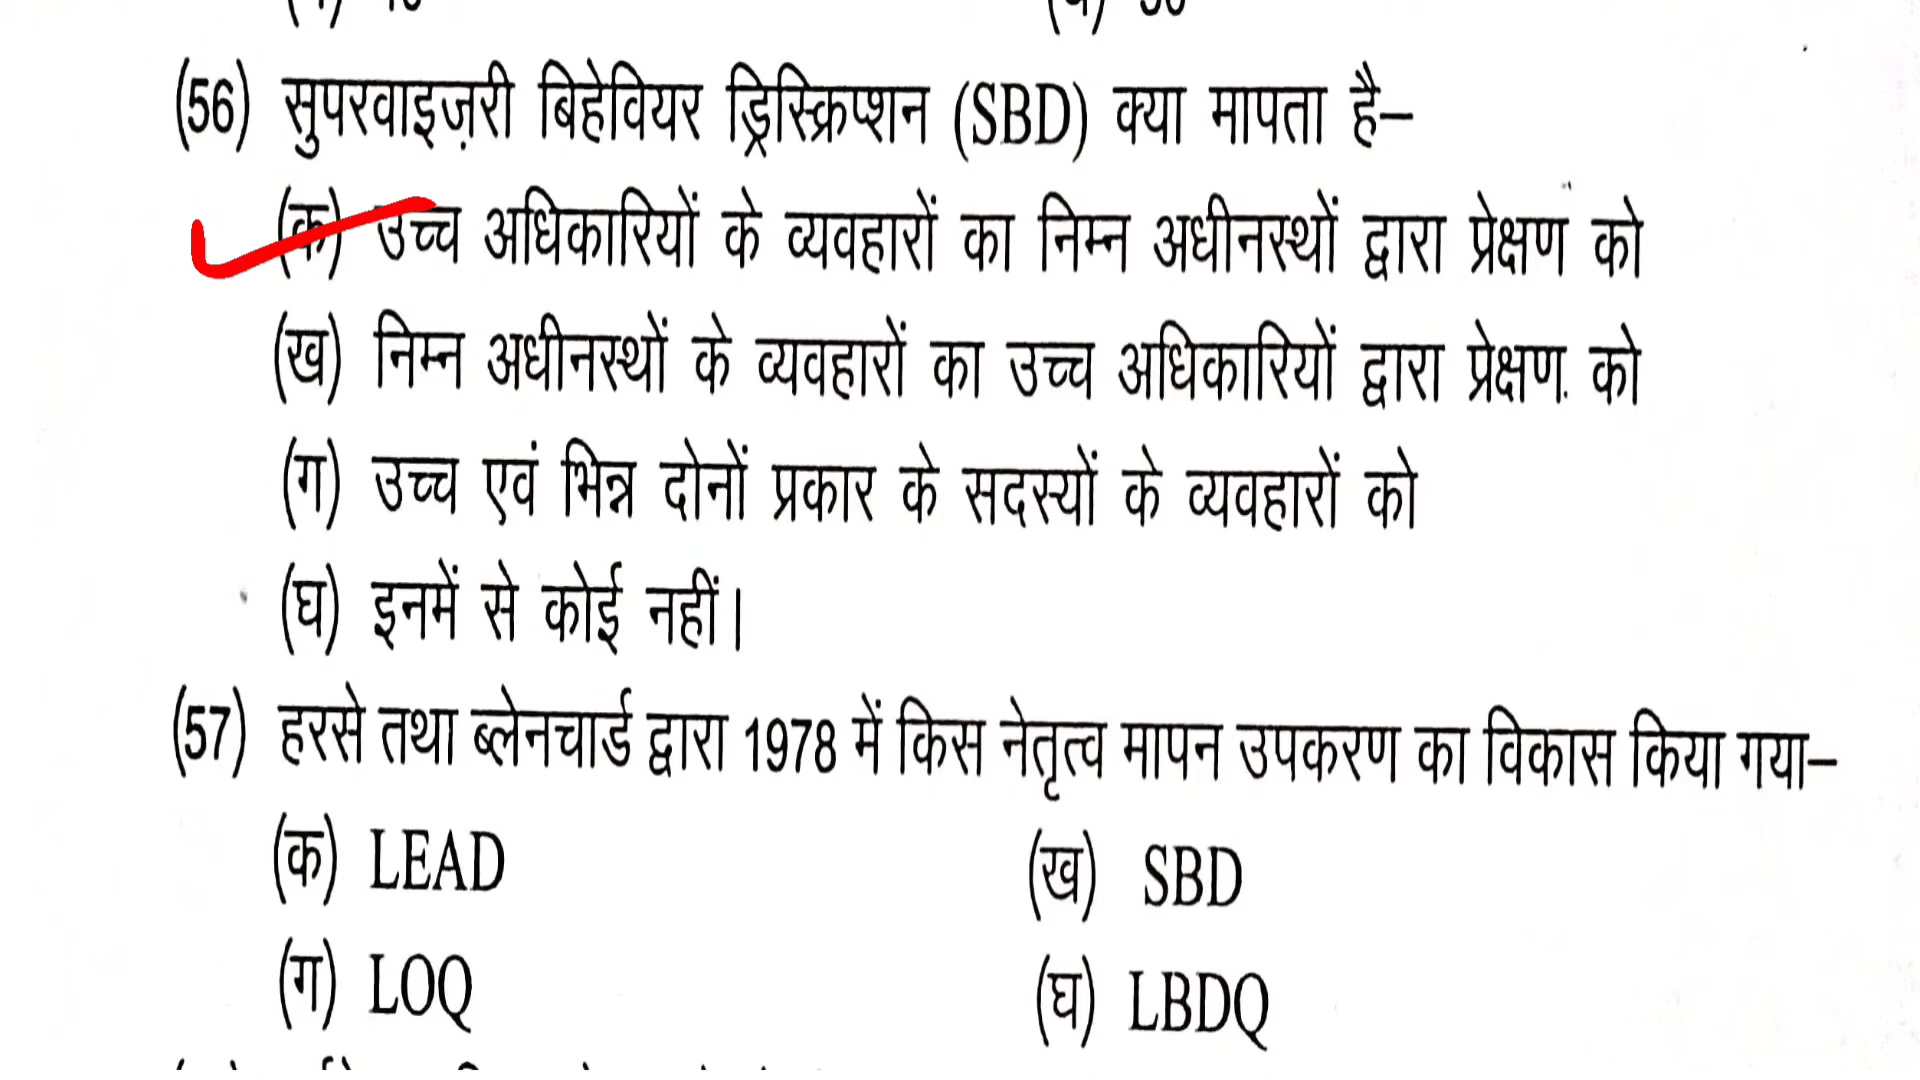 (56) सुपरवाइज़री बिहेवियर ड्रिस्क्रिप्शन (SBD) क्या मापता है–
(क) उच्च अधिकारियों के व्यवहारों का निम्न अधीनस्थों द्वारा प्रेक्षण को
(ख) निम्न अधीनस्थों के व्यवहारों का उच्च अधिकारियों द्वारा प्रेक्षण को
(ग) उच्च एवं भिन्न दोनों प्रकार के सदस्यों के व्यवहारों को
(घ) इनमें से कोई नहीं।
(57) हरसे तथा ब्लेनचार्ड द्वारा 1978 में किस नेतृत्व मापन उपकरण का विकास किया गया–
(क) LEAD (ख) SBD
(ग) LOQ (घ) LBDQ